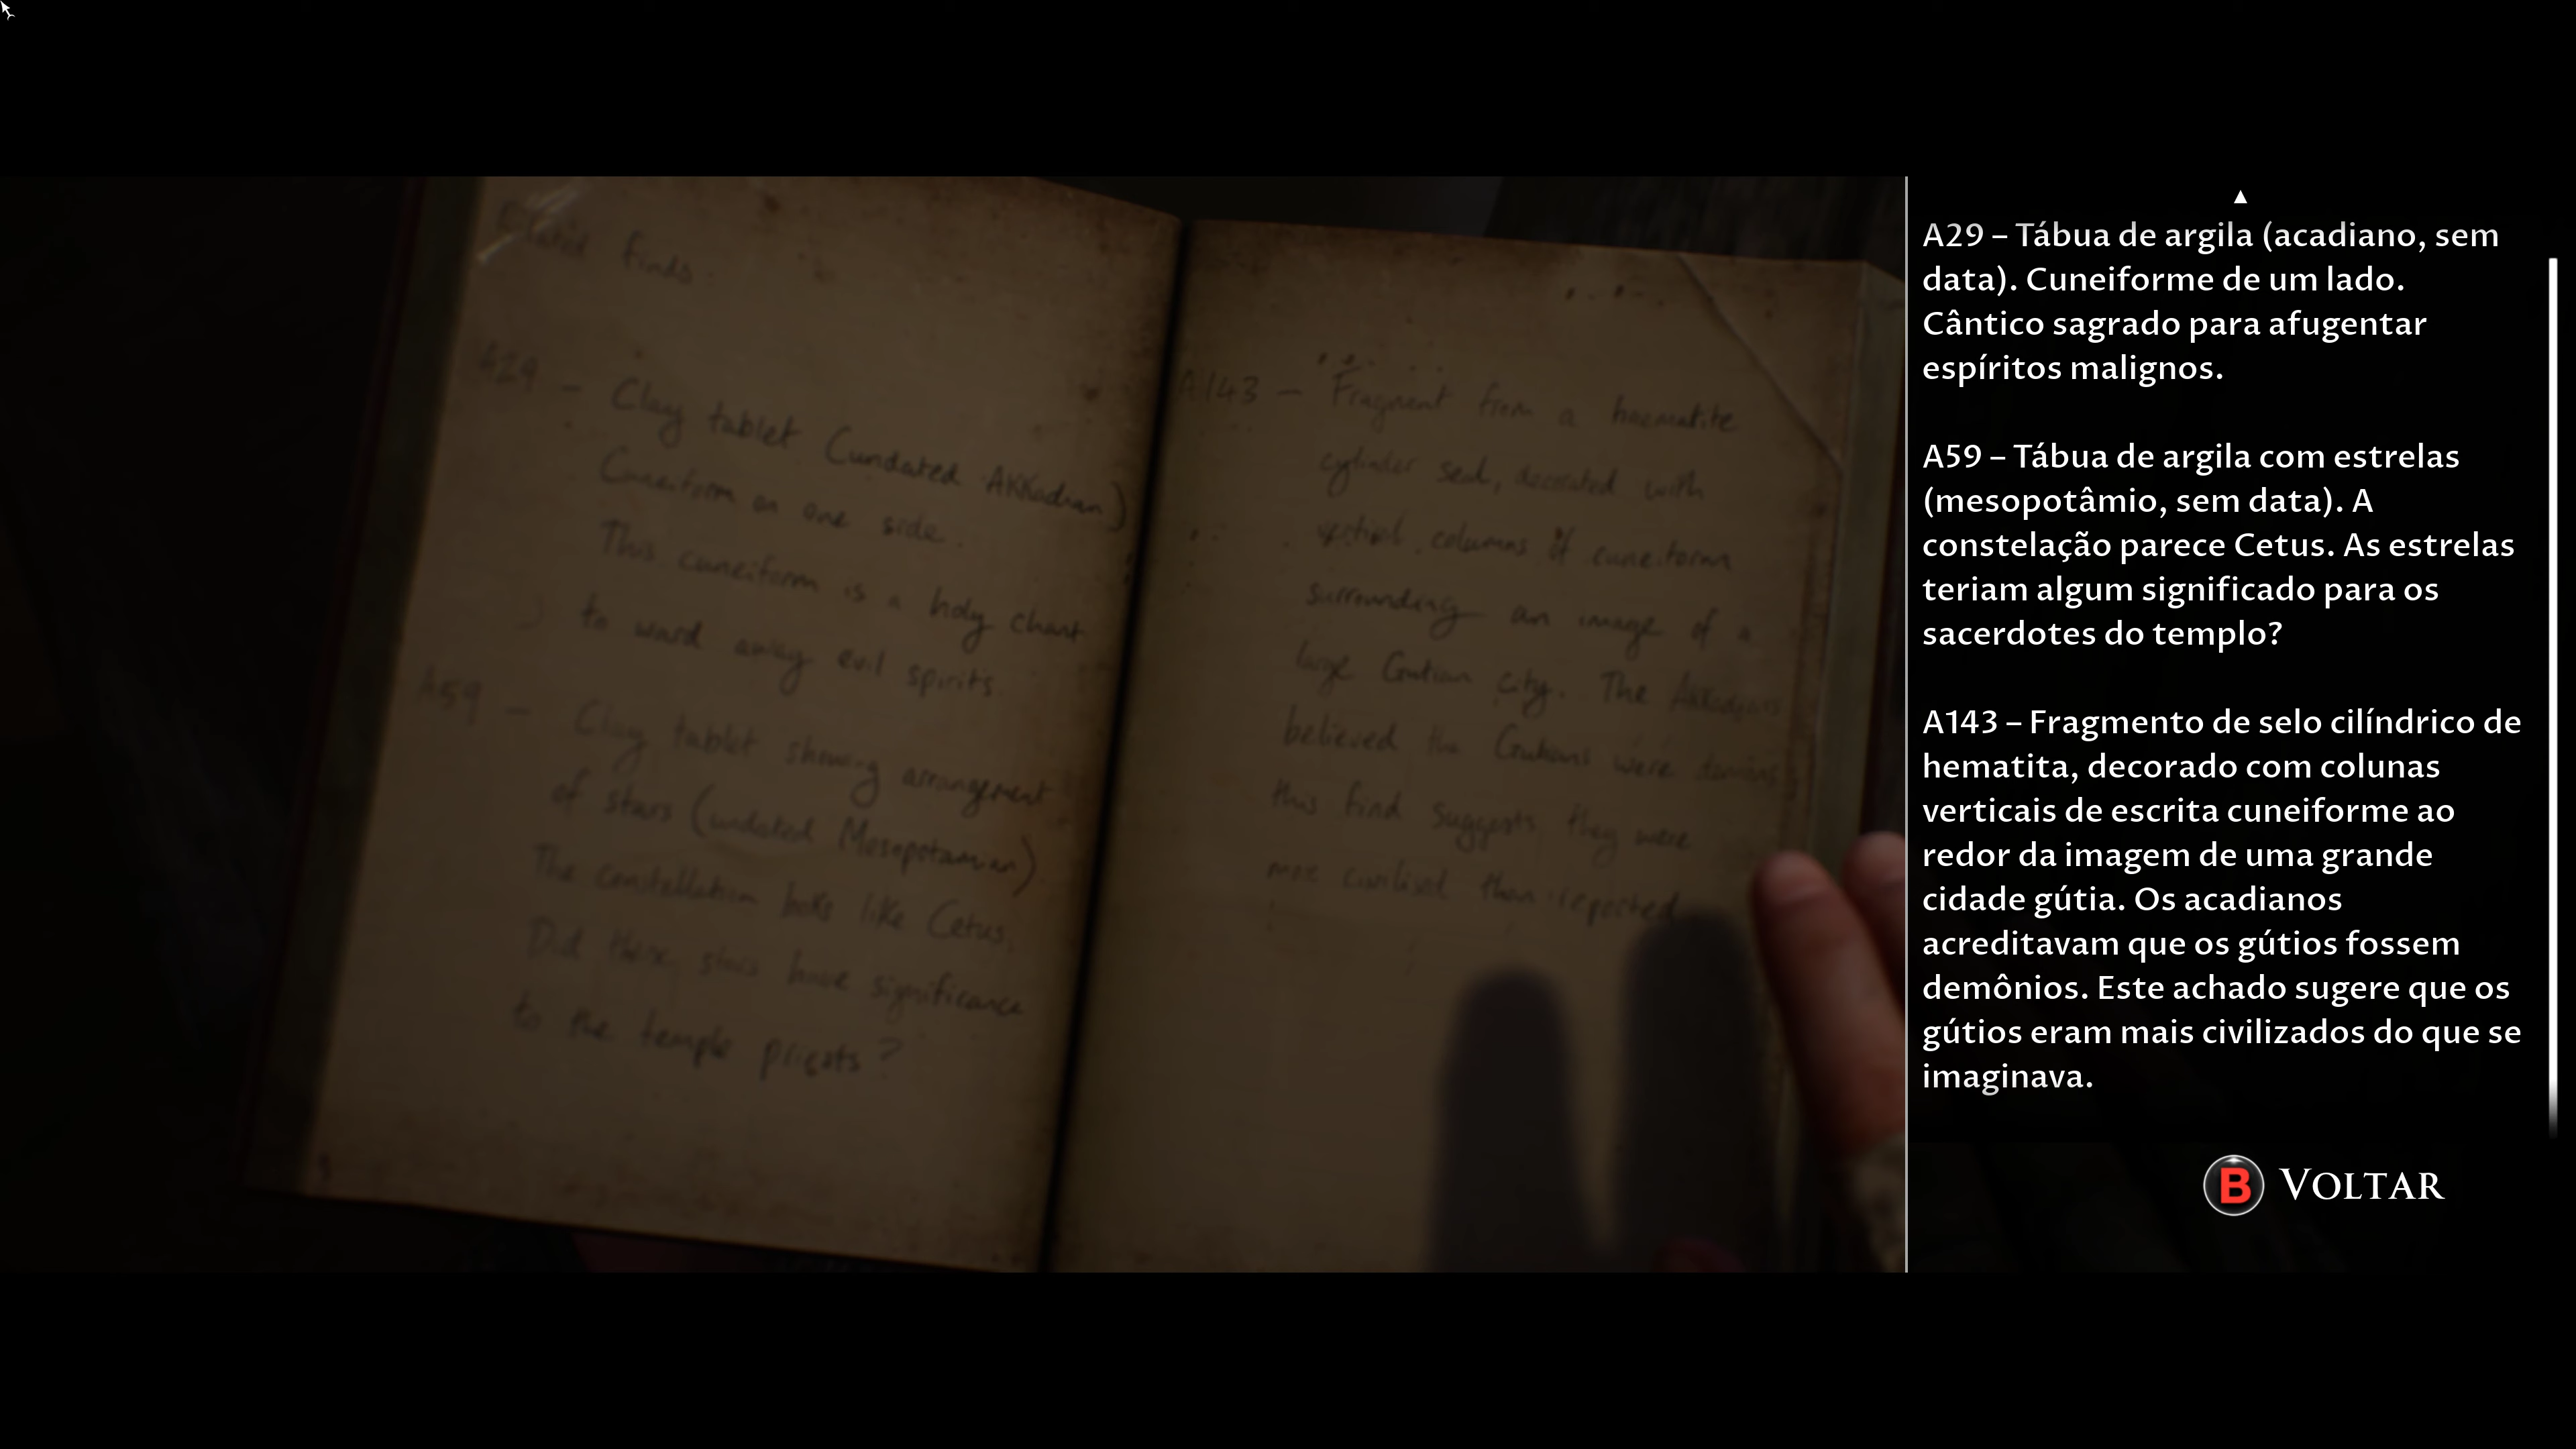 Dated finds.
A29 - Clay tablet (undated Akkadian)
Cuneiform on one side.
This cuneiform is a holy chant
to ward away evil spirits.
A59 - Clay tablet showing arrangement
of stars (undated Mesopotamian)
The constellation looks like Cetus.
Did these stars have significance
to the temple priests?
A143 - Fragment from a haematite
cylinder seal, decorated with
vertical columns of cuneiform
surrounding an image of a
large Gutian city. The Akkadians
believed the Gutians were demons
this find suggests they were
more civilised than reported
A29 – Tábua de argila (acadiano, sem
data). Cuneiforme de um lado.
Cântico sagrado para afugentar
espíritos malignos.
A59 – Tábua de argila com estrelas
(mesopotâmio, sem data). A
constelação parece Cetus. As estrelas
teriam algum significado para os
sacerdotes do templo?
A143 – Fragmento de selo cilíndrico de
hematita, decorado com colunas
verticais de escrita cuneiforme ao
redor da imagem de uma grande
cidade gútia. Os acadianos
acreditavam que os gútios fossem
demônios. Este achado sugere que os
gútios eram mais civilizados do que se
imaginava.
B VOLTAR